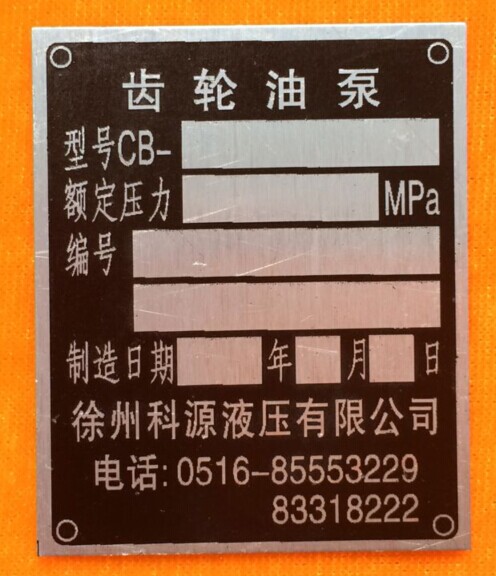 齿轮油泵
型号CB-
额定压力 MPa
编号
制造日期 年 月 日
徐州科源液压有限公司
电话:0516-85553229
83318222